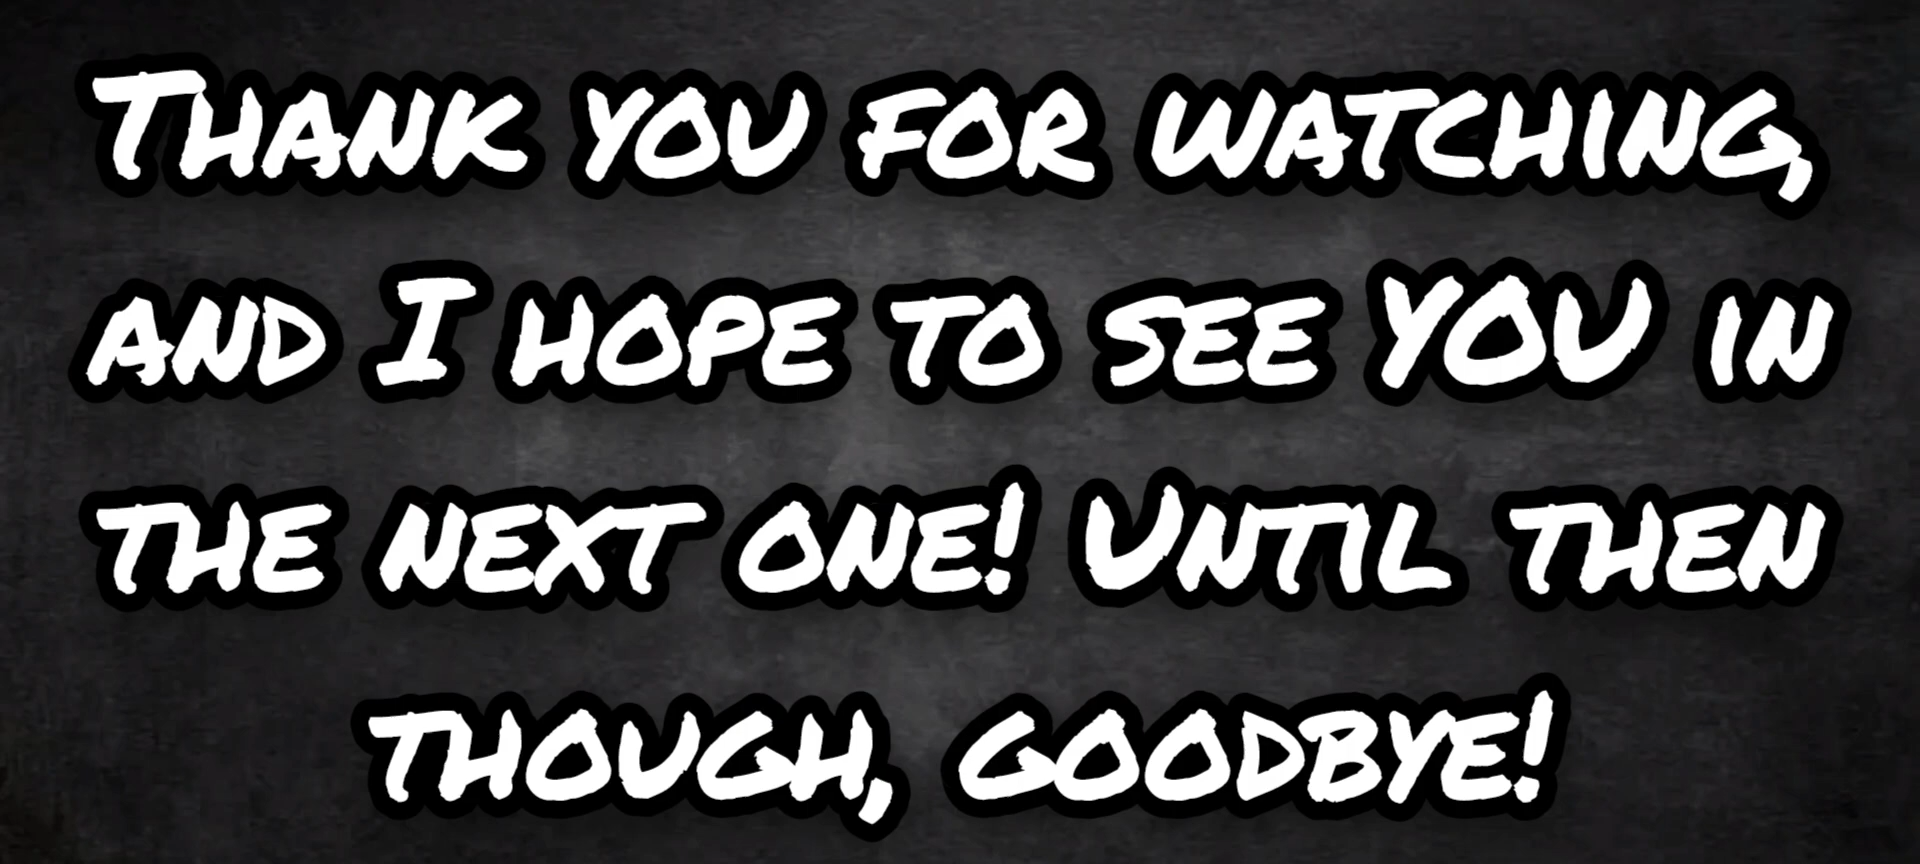 Thank you for watching,
and I hope to see YOU in
the next one! Until then
though, goodbye!